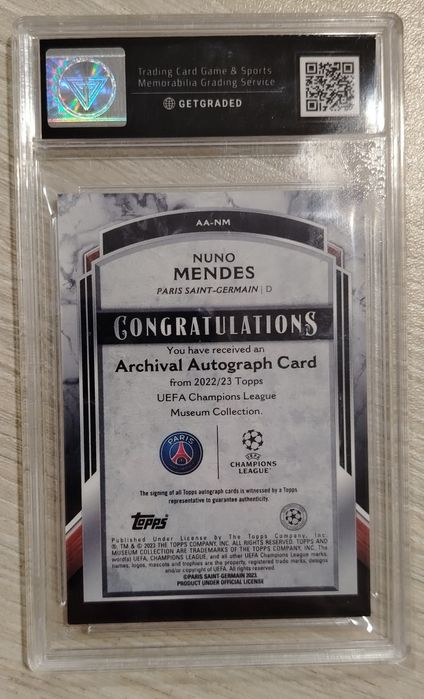 Trading Card Game & Sports
Memorabilia Grading Service
GETGRADED
AA-NM
NUNO
MENDES
PARIS SAINT-GERMAIN | D
CONGRATULATIONS
You have received an
Archival Autograph Card
from 2022/23 Topps
UEFA Champions League
Museum Collection.
PARIS
SAINT-GERMAIN
UEFA
CHAMPIONS
LEAGUE
The signing of all Topps autograph cards is witnessed by a Topps
representative to guarantee authenticity.
Topps
Published Under License by The Topps Company, Inc.
®, TM & © 2023 THE TOPPS COMPANY, INC. ALL RIGHTS RESERVED. TOPPS AND
MUSEUM COLLECTION ARE TRADEMARKS OF THE TOPPS COMPANY, INC. The
word(s) UEFA, CHAMPIONS LEAGUE, and all other UEFA Champions League marks,
names, logos, mascots and trophies are the property, registered trade marks, designs
and/or copyright of UEFA. All rights reserved.
©PARIS SAINT-GERMAIN 2023
PRODUCT UNDER OFFICIAL LICENSE